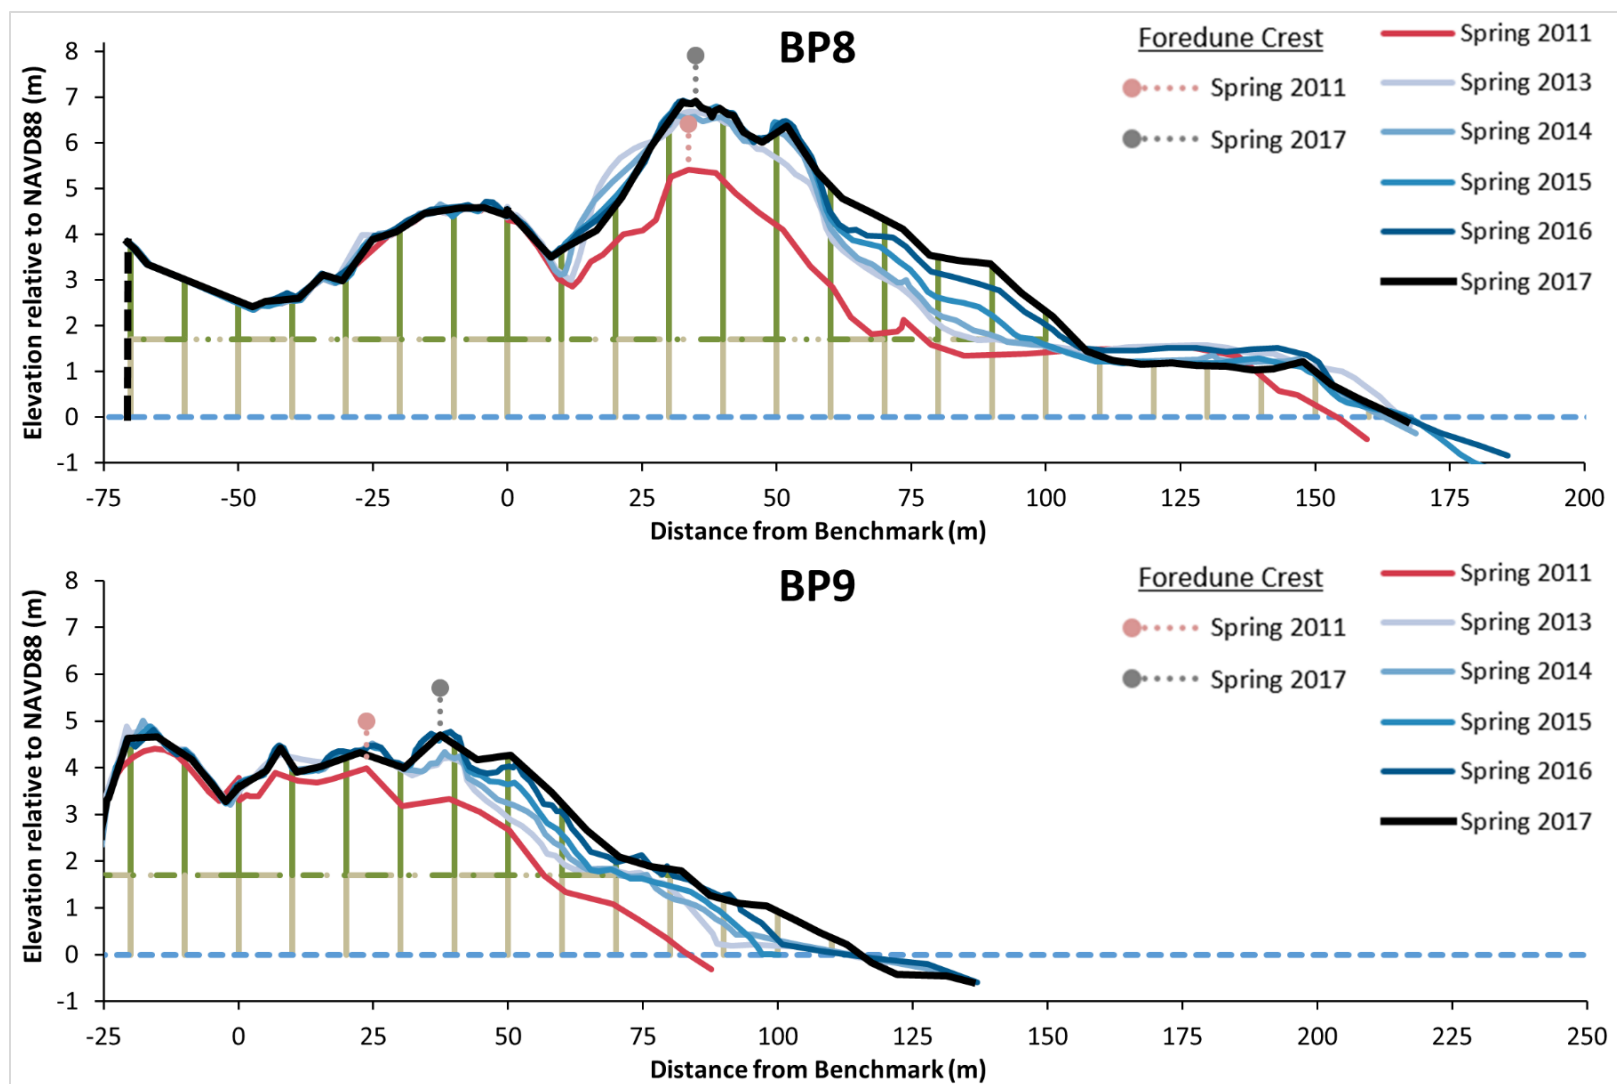 BP8
Elevation relative to NAVD88 (m)
8
7
6
5
4
3
2
1
0
-1
-75 -50 -25 0 25 50 75 100 125 150 175 200
Distance from Benchmark (m)
Foredune Crest
Spring 2011
Spring 2017
Spring 2011
Spring 2013
Spring 2014
Spring 2015
Spring 2016
Spring 2017
BP9
Elevation relative to NAVD88 (m)
8
7
6
5
4
3
2
1
0
-1
-25 0 25 50 75 100 125 150 175 200 225 250
Distance from Benchmark (m)
Foredune Crest
Spring 2011
Spring 2017
Spring 2011
Spring 2013
Spring 2014
Spring 2015
Spring 2016
Spring 2017